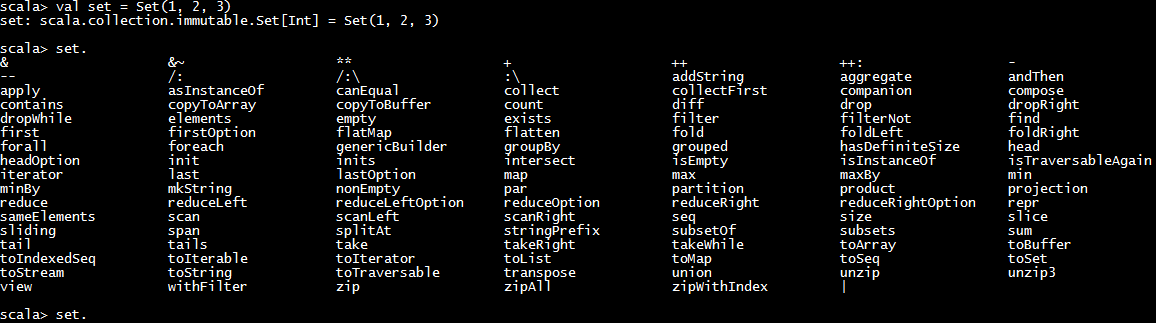 scala> val set = Set(1, 2, 3)
set: scala.collection.immutable.Set[Int] = Set(1, 2, 3)
scala> set.
& &~ ** + ++ ++: -
-- /: /:\ :\ addString aggregate andThen
apply asInstanceOf canEqual collect collectFirst companion compose
contains copyToArray copyToBuffer count diff drop dropRight
dropWhile elements empty exists filter filterNot find
first firstOption flatMap flatten fold foldLeft foldRight
forall foreach genericBuilder groupBy grouped hasDefiniteSize head
headOption init inits intersect isEmpty isInstanceOf isTraversableAgain
iterator last lastOption map max maxBy min
minBy mkString nonEmpty par partition product projection
reduce reduceLeft reduceLeftOption reduceOption reduceRight reduceRightOption repr
sameElements scan scanLeft scanRight seq size slice
sliding span splitAt stringPrefix subsetOf subsets sum
tail tails take takeRight takeWhile toArray toBuffer
toIndexedSeq toIterable toIterator toList toMap toSeq toSet
toStream toString toTraversable transpose union unzip unzip3
view withFilter zip zipAll zipWithIndex |
scala> set.